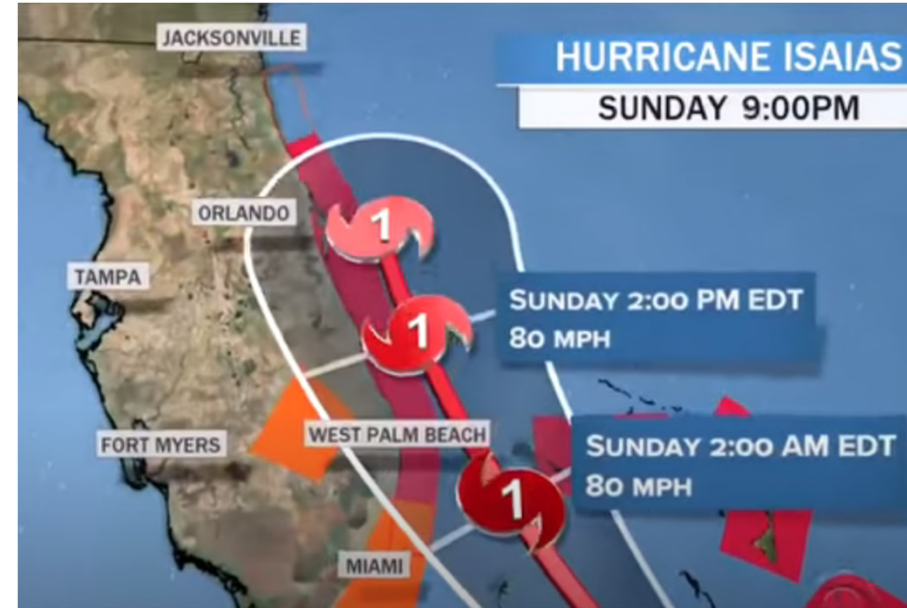 JACKSONVILLE
HURRICANE ISAIAS
SUNDAY 9:00PM
ORLANDO
1
TAMPA
SUNDAY 2:00 PM EDT
80 MPH
1
FORT MYERS
WEST PALM BEACH
SUNDAY 2:00 AM EDT
80 MPH
1
MIAMI